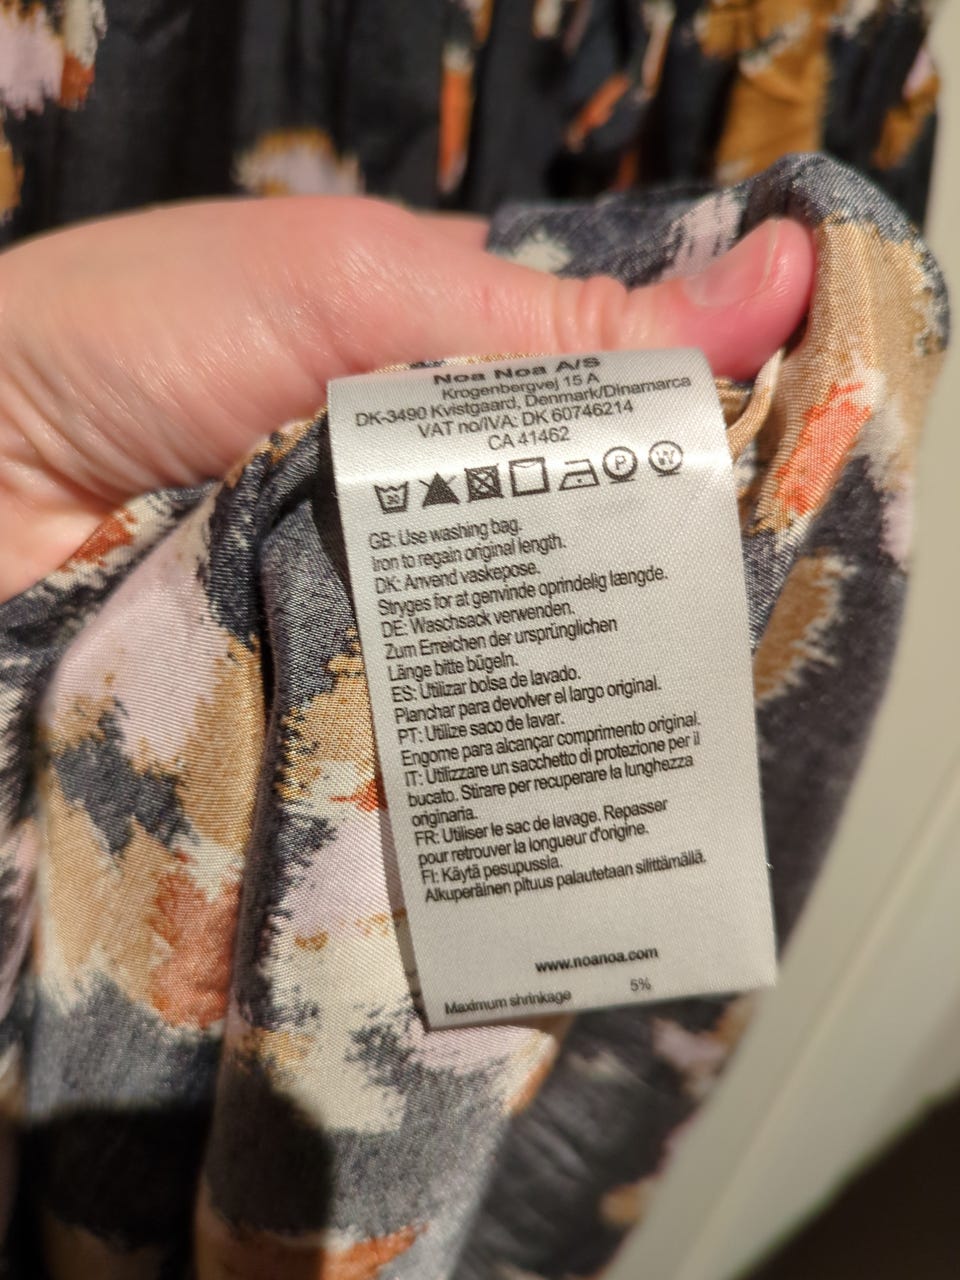 Noa Noa A/S
Krogenbergvej 15 A
DK-3490 Kvistgaard, Denmark/Dinamarca
VAT no/IVA: DK 60746214
CA 41462
P
GB: Use washing bag.
Iron to regain original length.
DK: Anvend vaskepose.
Stryges for at genvinde oprindelig længde.
DE: Waschsack verwenden.
Zum Erreichen der ursprünglichen
Länge bitte bügeln.
ES: Utilizar bolsa de lavado.
Planchar para devolver el largo original.
PT: Utilize saco de lavar.
Engome para alcançar comprimento original.
IT: Utilizzare un sacchetto di protezione per il
bucato. Stirare per recuperare la lunghezza
originaria.
FR: Utiliser le sac de lavage. Repasser
pour retrouver la longueur d'origine.
FI: Käytä pesupussia.
Alkuperäinen pituus palautetaan silittämällä.
www.noanoa.com
Maximum shrinkage 5%